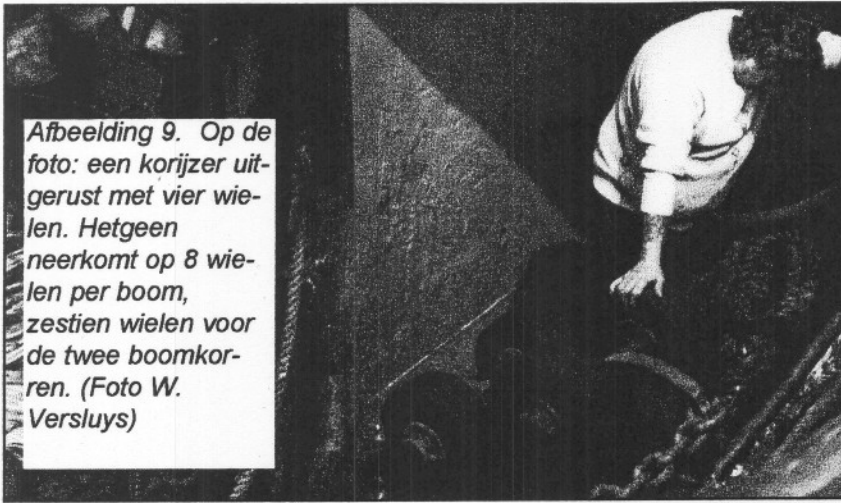 Afbeelding 9. Op de
foto: een korijzer uit-
gerust met vier wie-
len. Hetgeen
neerkomt op 8 wie-
len per boom,
zestien wielen voor
de twee boomkor-
ren. (Foto W.
Versluys)